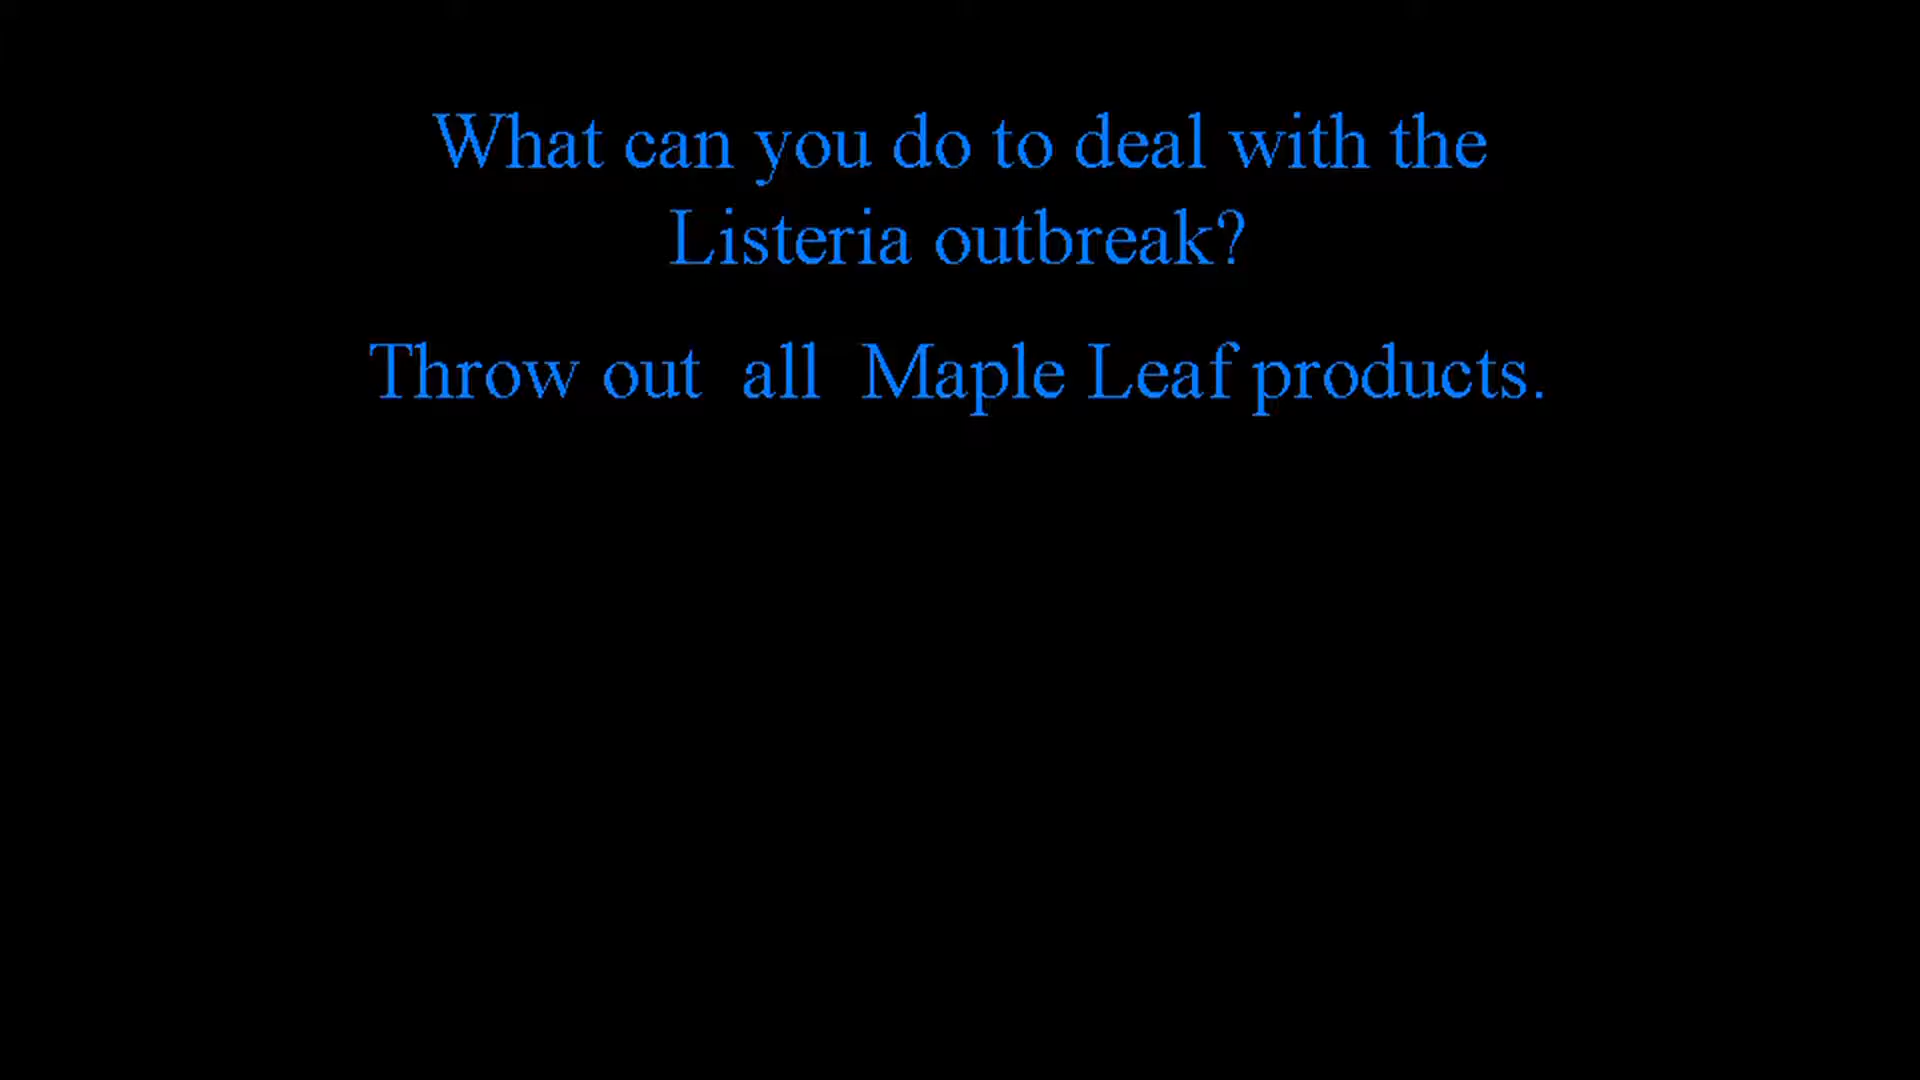 What can you do to deal with the
Listeria outbreak?
Throw out  all  Maple Leaf products.